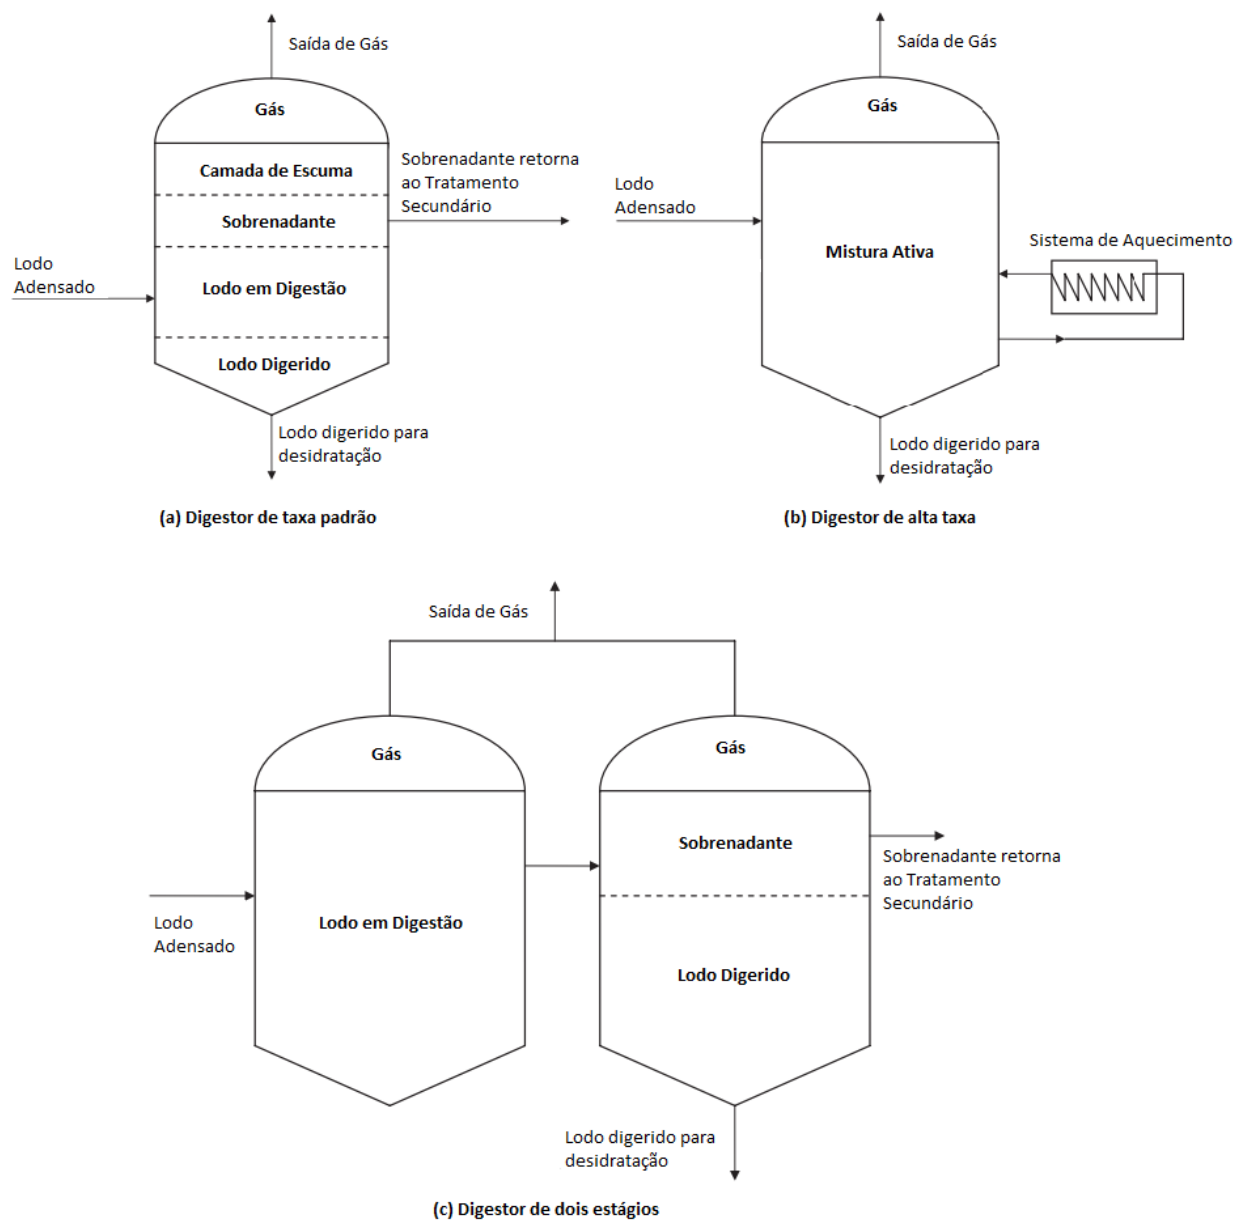 Saída de Gás
Gás
Camada de Escuma
Sobrenadante
Lodo em Digestão
Lodo Digerido
Lodo
Adensado
Sobrenadante retorna
ao Tratamento
Secundário
Lodo digerido para
desidratação
(a) Digestor de taxa padrão
Saída de Gás
Gás
Lodo
Adensado
Mistura Ativa
Sistema de Aquecimento
Lodo digerido para
desidratação
(b) Digestor de alta taxa
Saída de Gás
Gás
Gás
Lodo
Adensado
Lodo em Digestão
Sobrenadante
Lodo Digerido
Sobrenadante retorna
ao Tratamento
Secundário
Lodo digerido para
desidratação
(c) Digestor de dois estágios